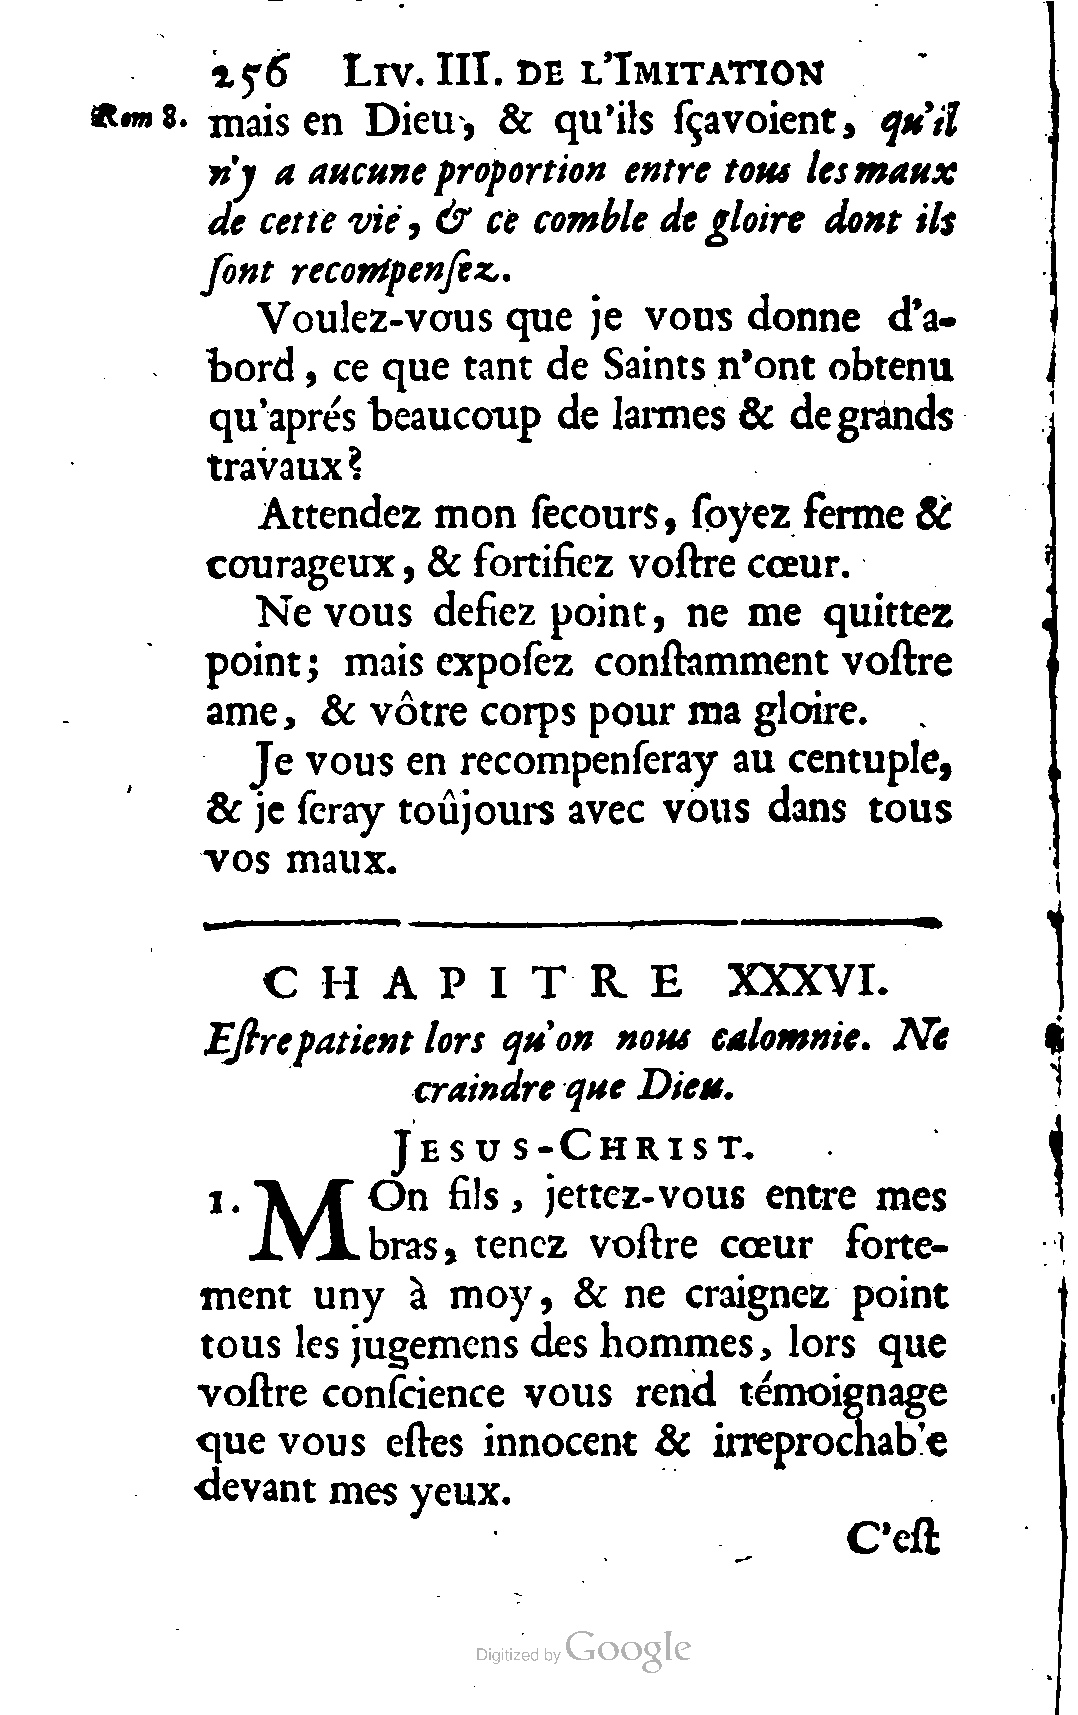 256 LIV. III. DE L'IMITATION
Rom 8. mais en Dieu, & qu'ils ſçavoient, qu'il
n'y a aucune proportion entre tous les maux
de cette vie, & ce comble de gloire dont ils
ſont recompenſez.
Voulez-vous que je vous donne d'a-
bord, ce que tant de Saints n'ont obtenu
qu'aprés beaucoup de larmes & de grands
travaux?
Attendez mon ſecours, ſoyez ferme &
courageux, & fortifiez voſtre cœur.
Ne vous defiez point, ne me quittez
point; mais expoſez conſtamment voſtre
ame, & vôtre corps pour ma gloire.
Je vous en recompenſeray au centuple,
& je ſeray toûjours avec vous dans tous
vos maux.
CHAPITRE XXXVI.
Eſtre patient lors qu'on nous calomnie. Ne
craindre que Dieu.
JESUS-CHRIST.
1. MOn fils, jettez-vous entre mes
bras, tenez voſtre cœur forte-
ment uny à moy, & ne craignez point
tous les jugemens des hommes, lors que
voſtre conſcience vous rend témoignage
que vous eſtes innocent & irreprochable
devant mes yeux.
C'eſt
Digitized by Google